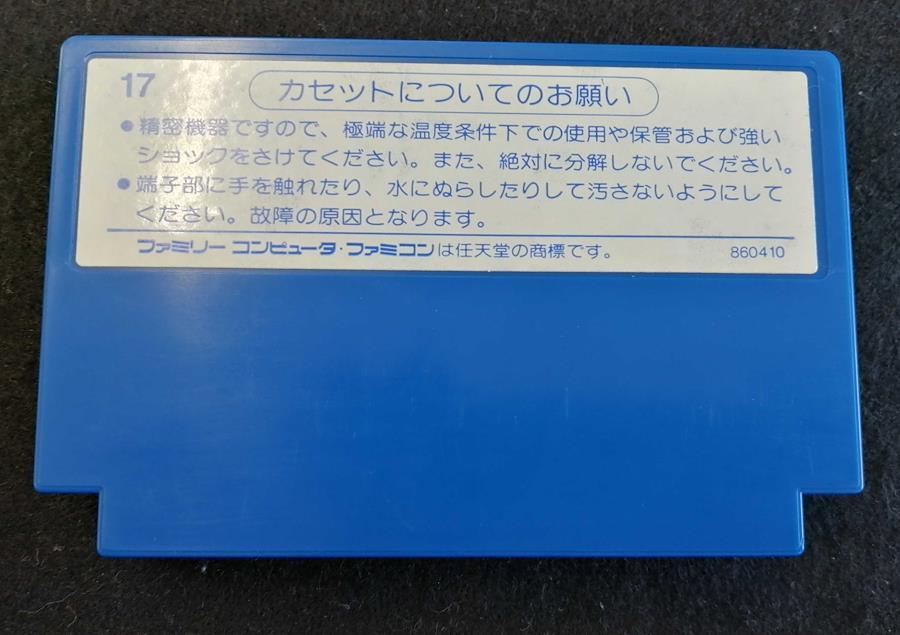 17
カセットについてのお願い
●精密機器ですので、極端な温度条件下での使用や保管および強い
ショックをさけてください。また、絶対に分解しないでください。
●端子部に手を触れたり、水にぬらしたりして汚さないようにして
ください。故障の原因となります。
ファミリー コンピュータ・ファミコンは任天堂の商標です。 860410